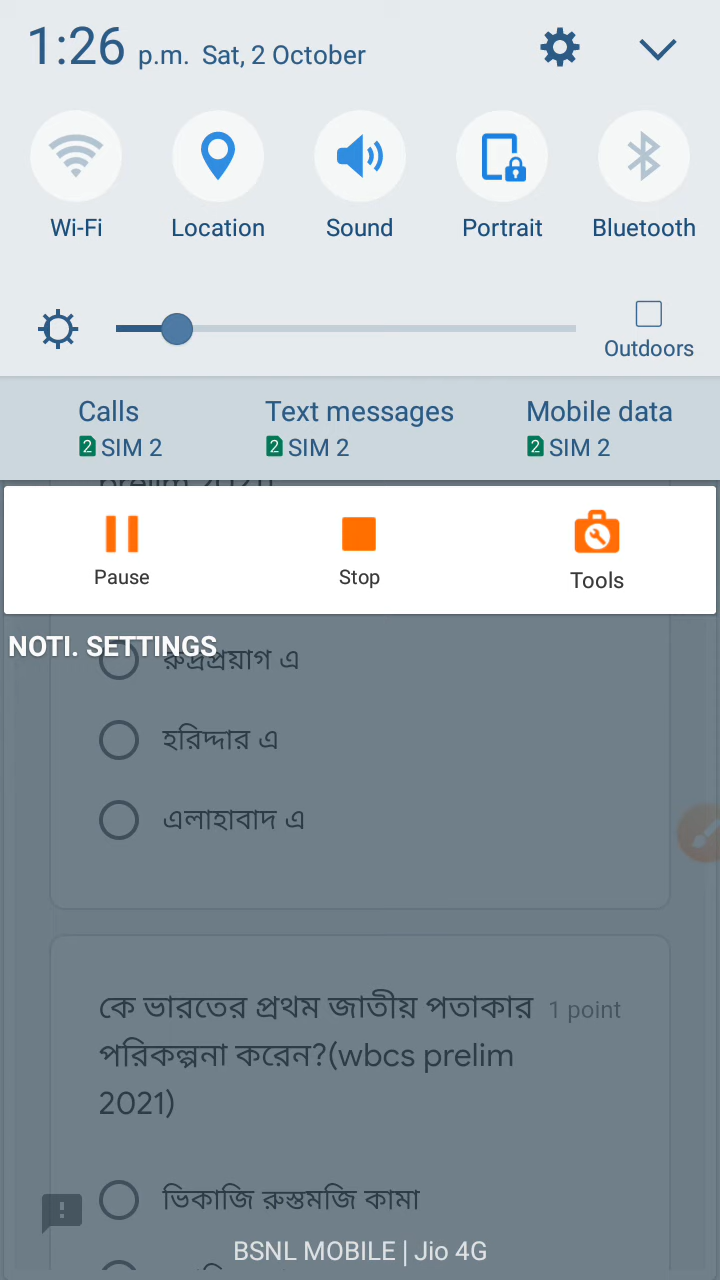 1:26 p.m. Sat, 2 October
Wi-Fi Location Sound Portrait Bluetooth
Outdoors
Calls Text messages Mobile data
2 SIM 2 2 SIM 2 2 SIM 2
prelim 2021)
Pause Stop Tools
NOTI. SETTINGS
রুদ্রপ্রয়াগ এ
হরিদ্দার এ
এলাহাবাদ এ
কে ভারতের প্রথম জাতীয় পতাকার 1 point
পরিকল্পনা করেন?(wbcs prelim
2021)
ভিকাজি রুস্তমজি কামা
BSNL MOBILE | Jio 4G